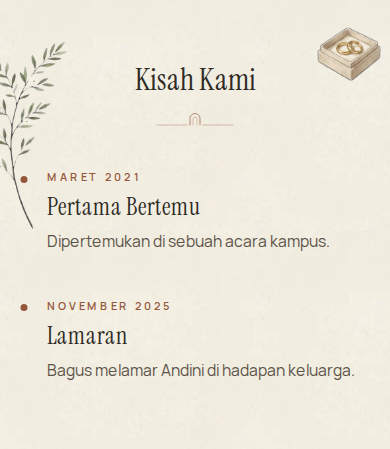 Kisah Kami
MARET 2021
Pertama Bertemu
Dipertemukan di sebuah acara kampus.
NOVEMBER 2025
Lamaran
Bagus melamar Andini di hadapan keluarga.